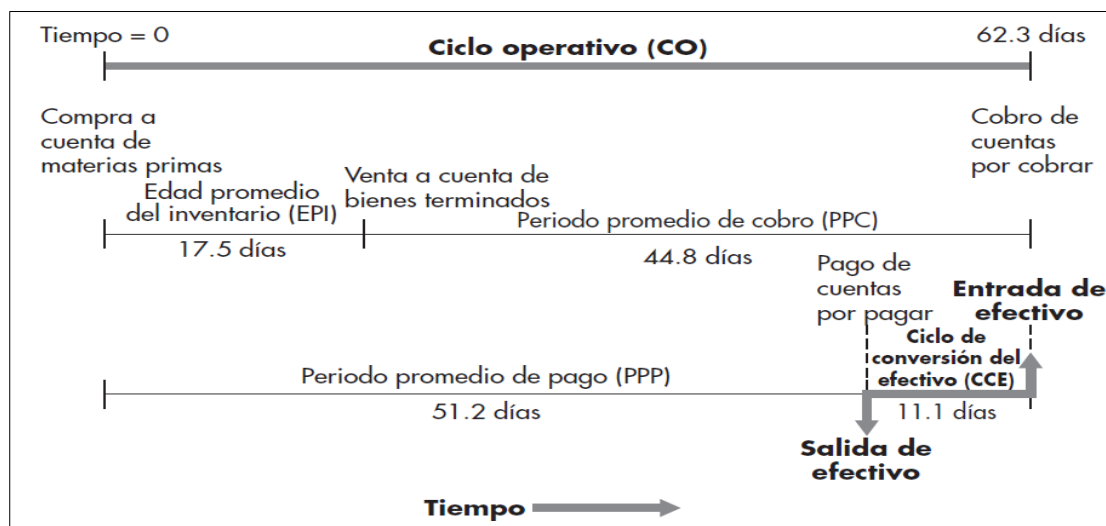 Tiempo = 0
Ciclo operativo (CO)
62.3 días
Compra a
cuenta de
materias primas
Cobro de
cuentas
por cobrar
Edad promedio
del inventario (EPI)
17.5 días
Venta a cuenta de
bienes terminados
Periodo promedio de cobro (PPC)
44.8 días
Pago de
cuentas
por pagar
Entrada de
efectivo
Periodo promedio de pago (PPP)
51.2 días
Ciclo de
conversión del
efectivo (CCE)
11.1 días
Salida de
efectivo
Tiempo